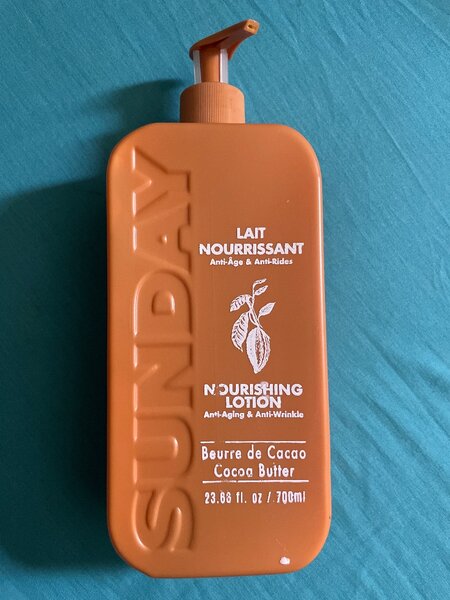 SUNDAY
LAIT
NOURRISSANT
Anti-Âge & Anti-Rides
NOURISHING
LOTION
Anti-Aging & Anti-Wrinkle
Beurre de Cacao
Cocoa Butter
23.68 fl. oz / 700ml